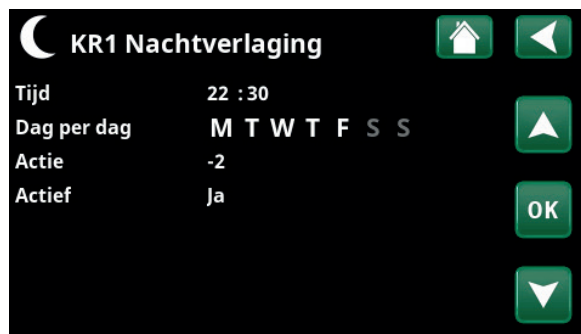 KR1 Nachtverlaging
Tijd 22 :30
Dag per dag M T W T F S S
Actie -2
Actief Ja
OK